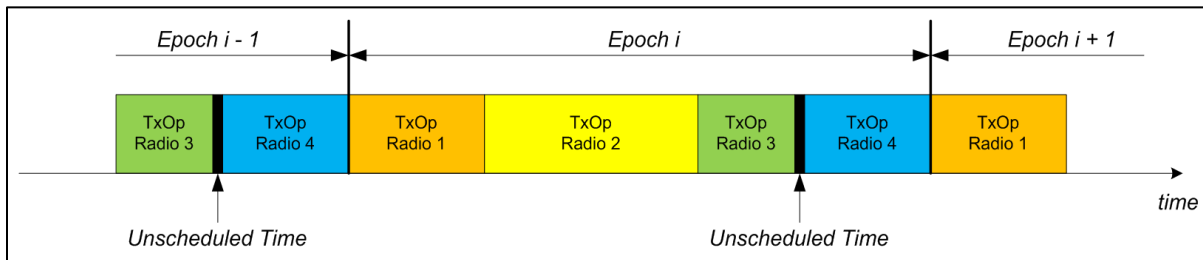 Epoch i - 1
Epoch i
Epoch i + 1
TxOp
Radio 3
TxOp
Radio 4
TxOp
Radio 1
TxOp
Radio 2
TxOp
Radio 3
TxOp
Radio 4
TxOp
Radio 1
time
Unscheduled Time
Unscheduled Time